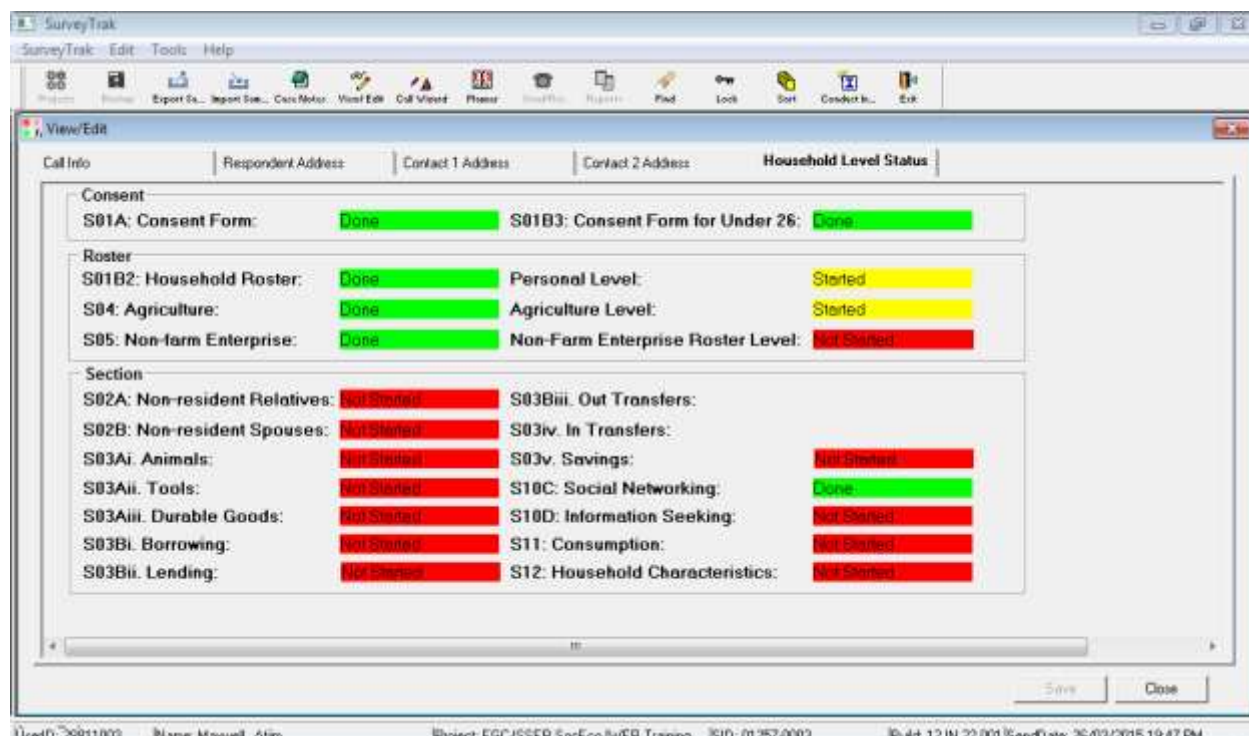 SurveyTrak
SurveyTrak Edit Tools Help
Export Sa... Import Sam... Case Notes View/Edit Call Wizard Find Lock Sort Conduct In... Exit
View/Edit
Call Info Respondent Address Contact 1 Address Contact 2 Address Household Level Status
Consent
S01A: Consent Form: Done S01B3: Consent Form for Under 26: Done
Roster
S01B2: Household Roster: Done Personal Level: Started
S04: Agriculture: Done Agriculture Level: Started
S05: Non-farm Enterprise: Done Non-Farm Enterprise Roster Level: Not Started
Section
S02A: Non-resident Relatives: Not Started S03Biii. Out Transfers:
S02B: Non-resident Spouses: Not Started S03iv. In Transfers:
S03Ai. Animals: Not Started S03v. Savings: Not Started
S03Aii. Tools: Not Started S10C: Social Networking: Done
S03Aiii. Durable Goods: Not Started S10D: Information Seeking: Not Started
S03Bi. Borrowing: Not Started S11: Consumption: Not Started
S03Bii. Lending: Not Started S12: Household Characteristics: Not Started
Save Close
Name: Maxwell Project: Training